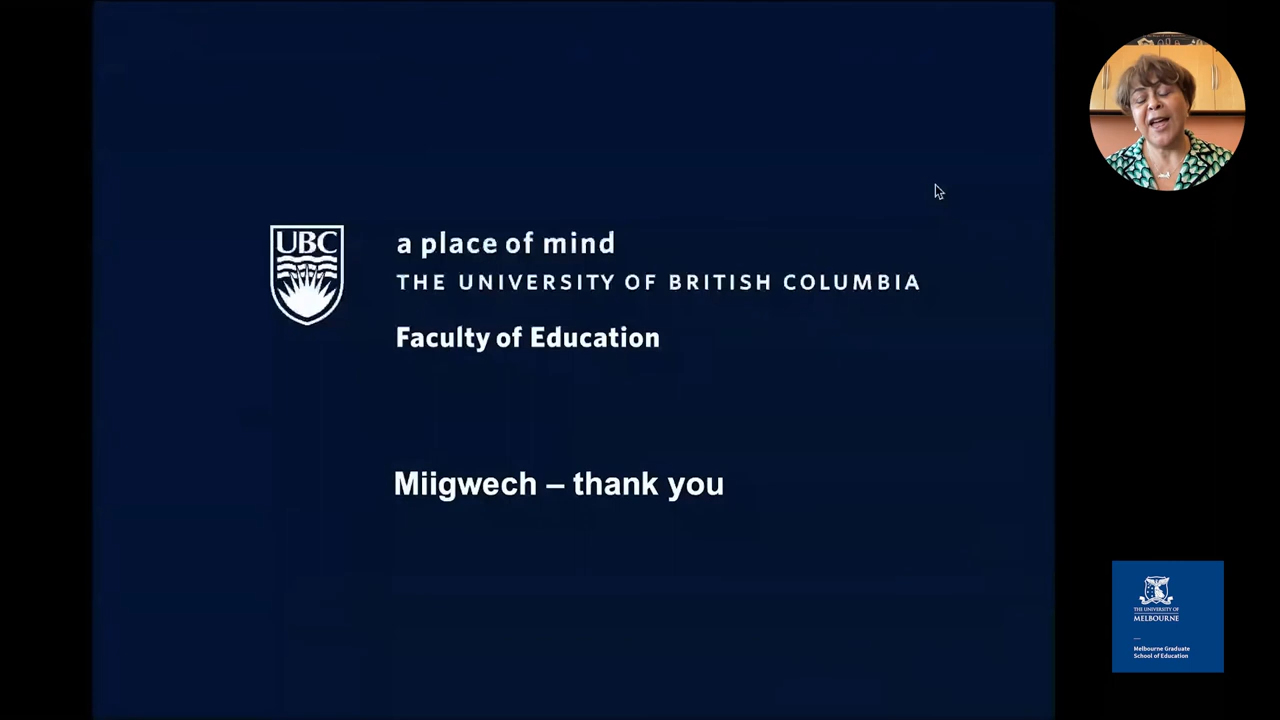 UBC
a place of mind
THE UNIVERSITY OF BRITISH COLUMBIA
Faculty of Education
Miigwech – thank you
THE UNIVERSITY OF
MELBOURNE
Melbourne Graduate
School of Education